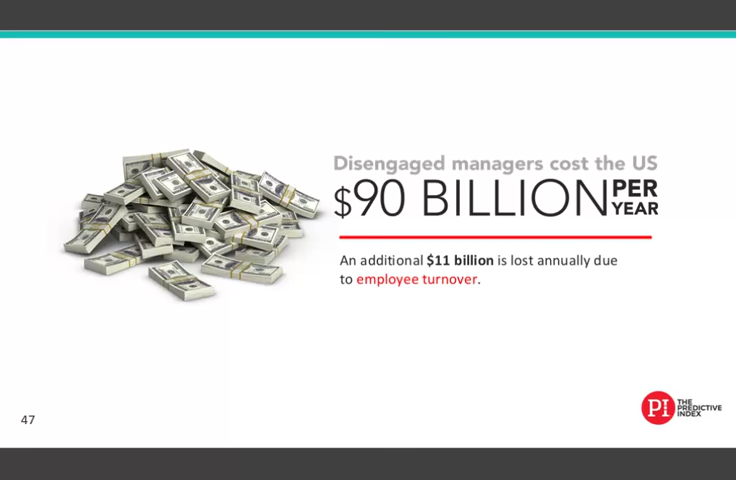 Disengaged managers cost the US
$90 BILLION PER YEAR
An additional $11 billion is lost annually due
to employee turnover.
47
PI THE PREDICTIVE INDEX